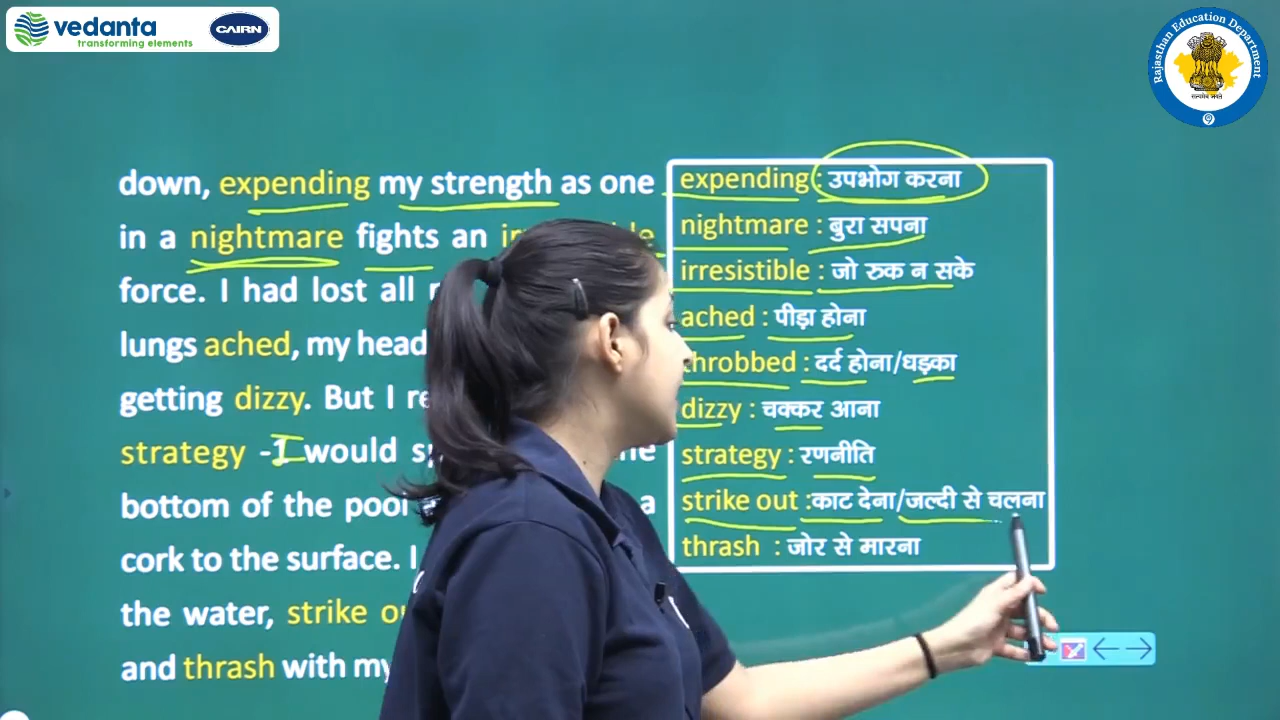 vedanta
transforming elements
CAIRN
Rajasthan Education Department
सत्यमेव जयते
down, expending my strength as one
in a nightmare fights an
force. I had lost all
lungs ached, my head
getting dizzy. But I
strategy -I would
bottom of the pool a
cork to the surface. I
the water, strike
and thrash with my
expending : उपभोग करना
nightmare : बुरा सपना
irresistible : जो रुक न सके
ached : पीड़ा होना
throbbed : दर्द होना/धड़का
dizzy : चक्कर आना
strategy : रणनीति
strike out :काट देना/जल्दी से चलना
thrash : जोर से मारना